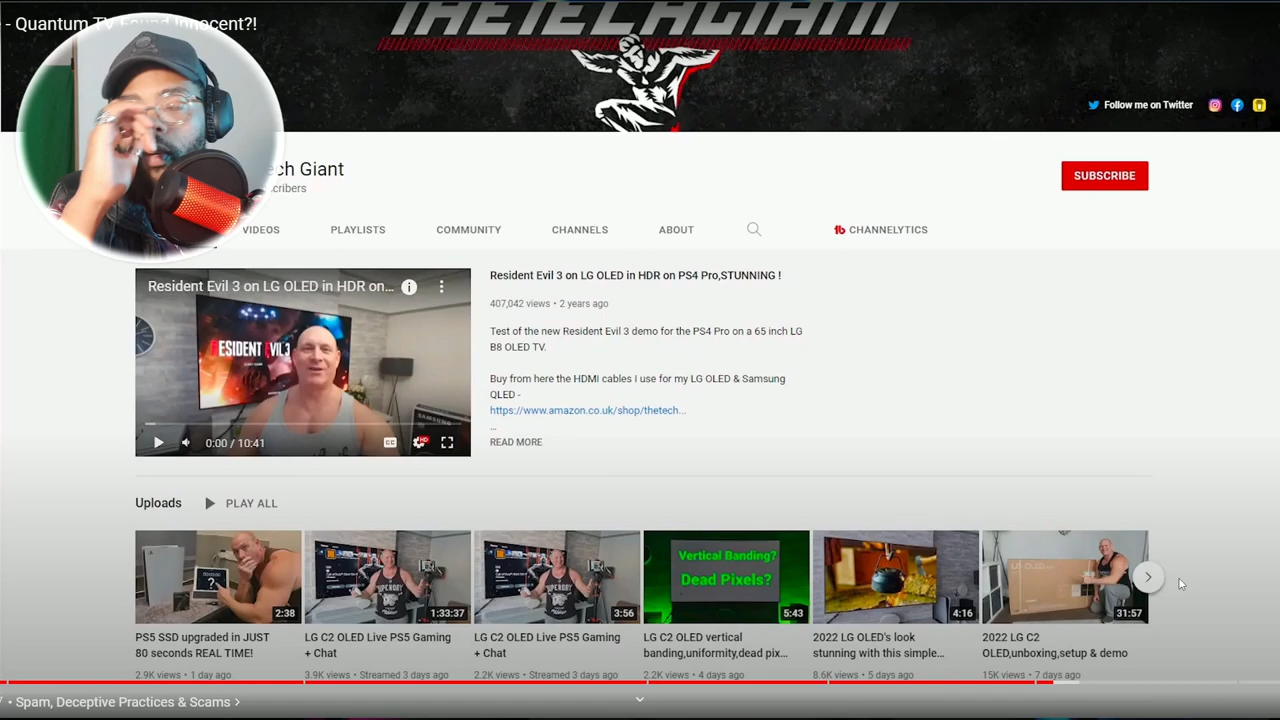 - Quantum TV Found Innocent?!
THETECHGIANT
Follow me on Twitter
ch Giant
cribers
SUBSCRIBE
VIDEOS
PLAYLISTS
COMMUNITY
CHANNELS
ABOUT
CHANNELYTICS
Resident Evil 3 on LG OLED in HDR on...
RESIDENT EVIL 3
0:00 / 10:41
CC
HD
Resident Evil 3 on LG OLED in HDR on PS4 Pro,STUNNING !
407,042 views • 2 years ago
Test of the new Resident Evil 3 demo for the PS4 Pro on a 65 inch LG
B8 OLED TV.
Buy from here the HDMI cables I use for my LG OLED & Samsung
QLED -
https://www.amazon.co.uk/shop/thetech...
...
READ MORE
Uploads
PLAY ALL
?
2:38
SUPERDRY
1:33:37
SUPERDRY
3:56
Vertical Banding?
Dead Pixels?
5:43
4:16
LG OLED
31:57
PS5 SSD upgraded in JUST
80 seconds REAL TIME!
2.9K views • 1 day ago
LG C2 OLED Live PS5 Gaming
+ Chat
3.9K views • Streamed 3 days ago
LG C2 OLED Live PS5 Gaming
+ Chat
2.2K views • Streamed 3 days ago
LG C2 OLED vertical
banding,uniformity,dead pix...
2.2K views • 4 days ago
2022 LG OLED's look
stunning with this simple...
8.6K views • 5 days ago
2022 LG C2
OLED,unboxing,setup & demo
15K views • 7 days ago
• Spam, Deceptive Practices & Scams >